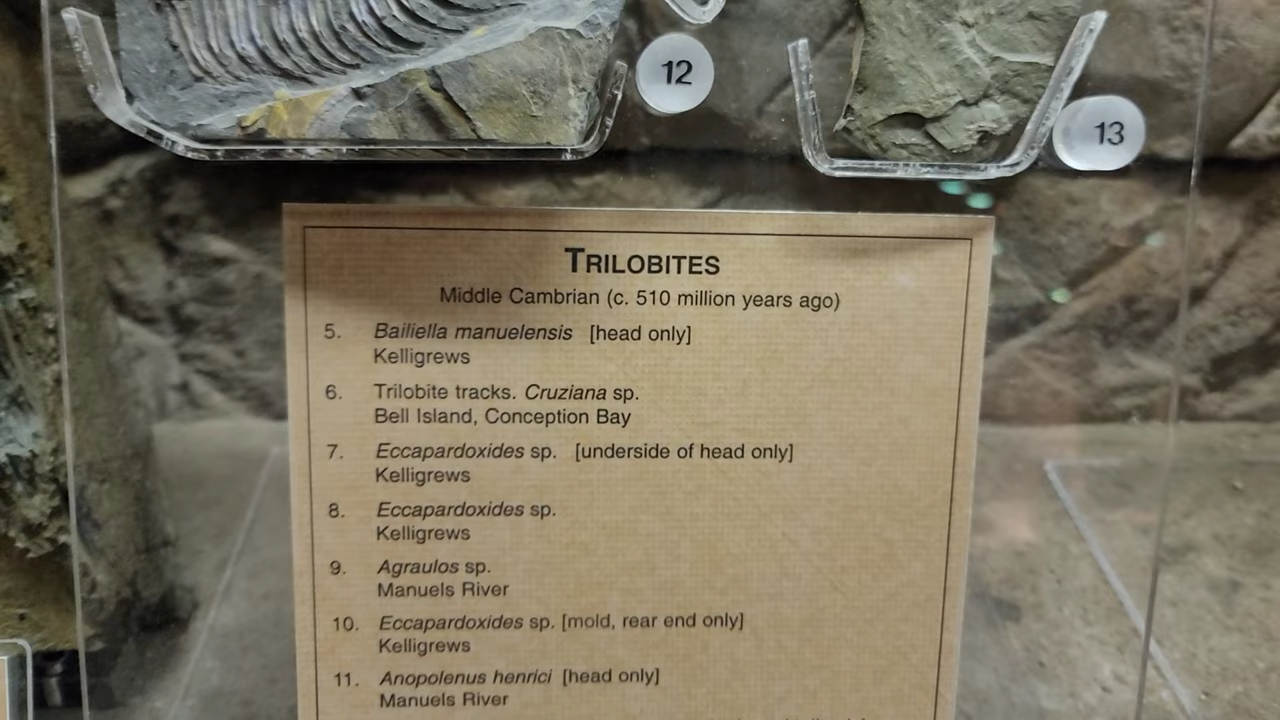 12
13
TRILOBITES
Middle Cambrian (c. 510 million years ago)
5. Bailiella manuelensis [head only]
Kelligrews
6. Trilobite tracks. Cruziana sp.
Bell Island, Conception Bay
7. Eccapardoxides sp. [underside of head only]
Kelligrews
8. Eccapardoxides sp.
Kelligrews
9. Agraulos sp.
Manuels River
10. Eccapardoxides sp. [mold, rear end only]
Kelligrews
11. Anopolenus henrici [head only]
Manuels River